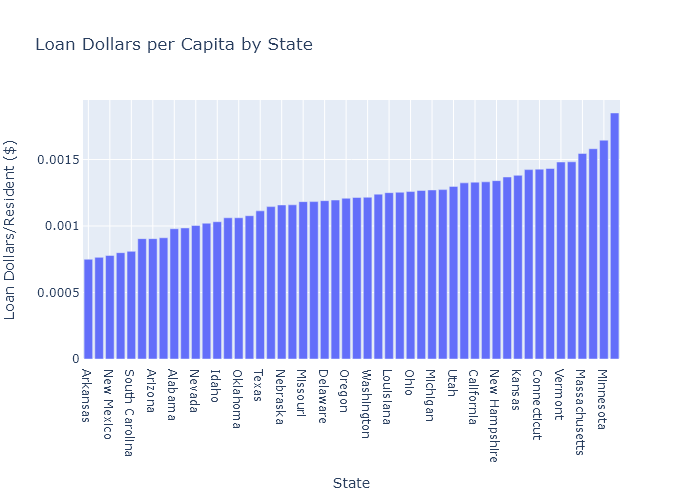 Loan Dollars per Capita by State
Loan Dollars/Resident ($)
0.0015
0.001
0.0005
0
Arkansas
New Mexico
South Carolina
Arizona
Alabama
Nevada
Idaho
Oklahoma
Texas
Nebraska
Missouri
Delaware
Oregon
Washington
Louisiana
Ohio
Michigan
Utah
California
New Hampshire
Kansas
Connecticut
Vermont
Massachusetts
Minnesota
State